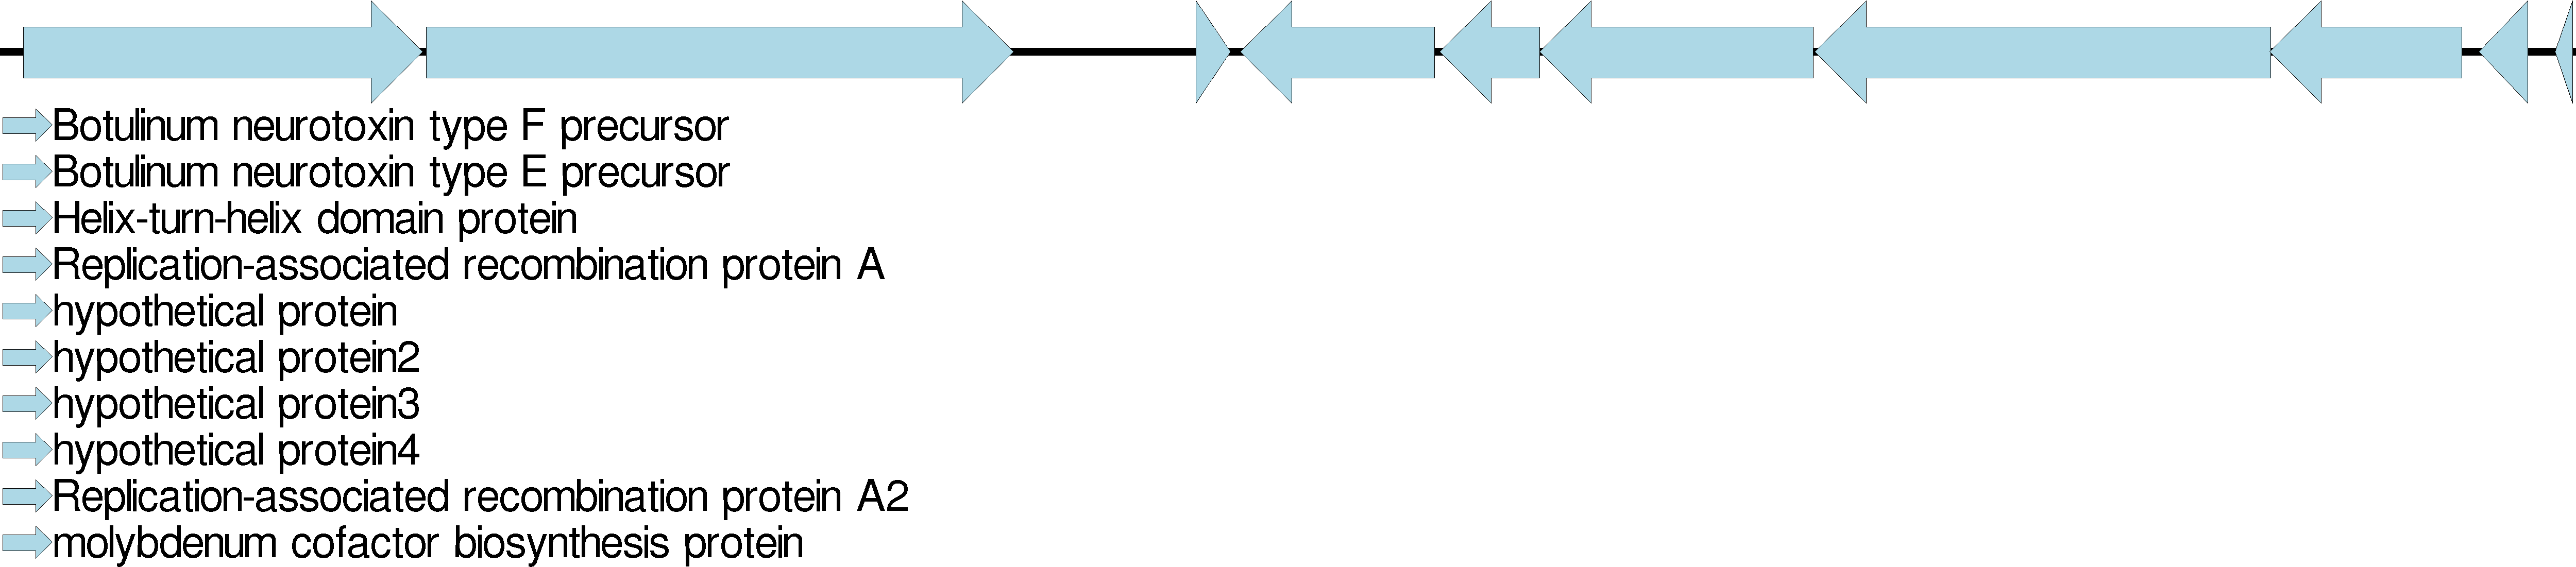 Botulinum neurotoxin type F precursor
Botulinum neurotoxin type E precursor
Helix-turn-helix domain protein
Replication-associated recombination protein A
hypothetical protein
hypothetical protein2
hypothetical protein3
hypothetical protein4
Replication-associated recombination protein A2
molybdenum cofactor biosynthesis protein